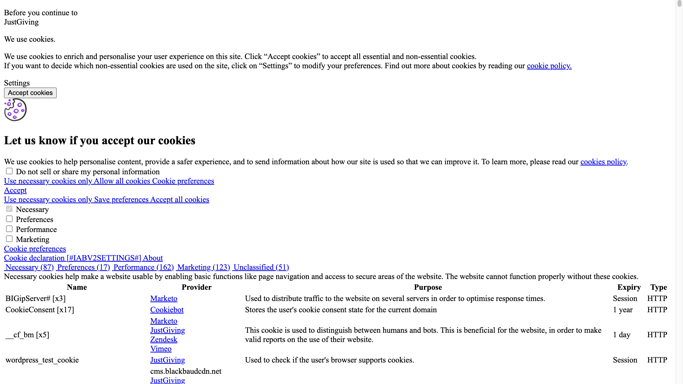 Before you continue to
JustGiving
We use cookies.
We use cookies to enrich and personalise your user experience on this site. Click “Accept cookies” to accept all essential and non-essential cookies.
If you want to decide which non-essential cookies are used on the site, click on “Settings” to modify your preferences. Find out more about cookies by reading our cookie policy.
Settings
Accept cookies
Let us know if you accept our cookies
We use cookies to help personalise content, provide a safer experience, and to send information about how our site is used so that we can improve it. To learn more, please read our cookies policy.
Do not sell or share my personal information
Use necessary cookies only Allow all cookies Cookie preferences
Accept
Use necessary cookies only Save preferences Accept all cookies
Necessary
Preferences
Performance
Marketing
Cookie preferences
Cookie declaration [#IABV2SETTINGS#] About
Necessary (87) Preferences (17) Performance (162) Marketing (123) Unclassified (51)
Necessary cookies help make a website usable by enabling basic functions like page navigation and access to secure areas of the website. The website cannot function properly without these cookies.
Name Provider Purpose Expiry Type
BIGipServer# [x3] Marketo Used to distribute traffic to the website on several servers in order to optimise response times. Session HTTP
CookieConsent [x17] Cookiebot Stores the user's cookie consent state for the current domain 1 year HTTP
__cf_bm [x5] Marketo
JustGiving
Zendesk
Vimeo
This cookie is used to distinguish between humans and bots. This is beneficial for the website, in order to make
valid reports on the use of their website.
1 day HTTP
wordpress_test_cookie JustGiving Used to check if the user's browser supports cookies. Session HTTP
cms.blackbaudcdn.net
JustGiving